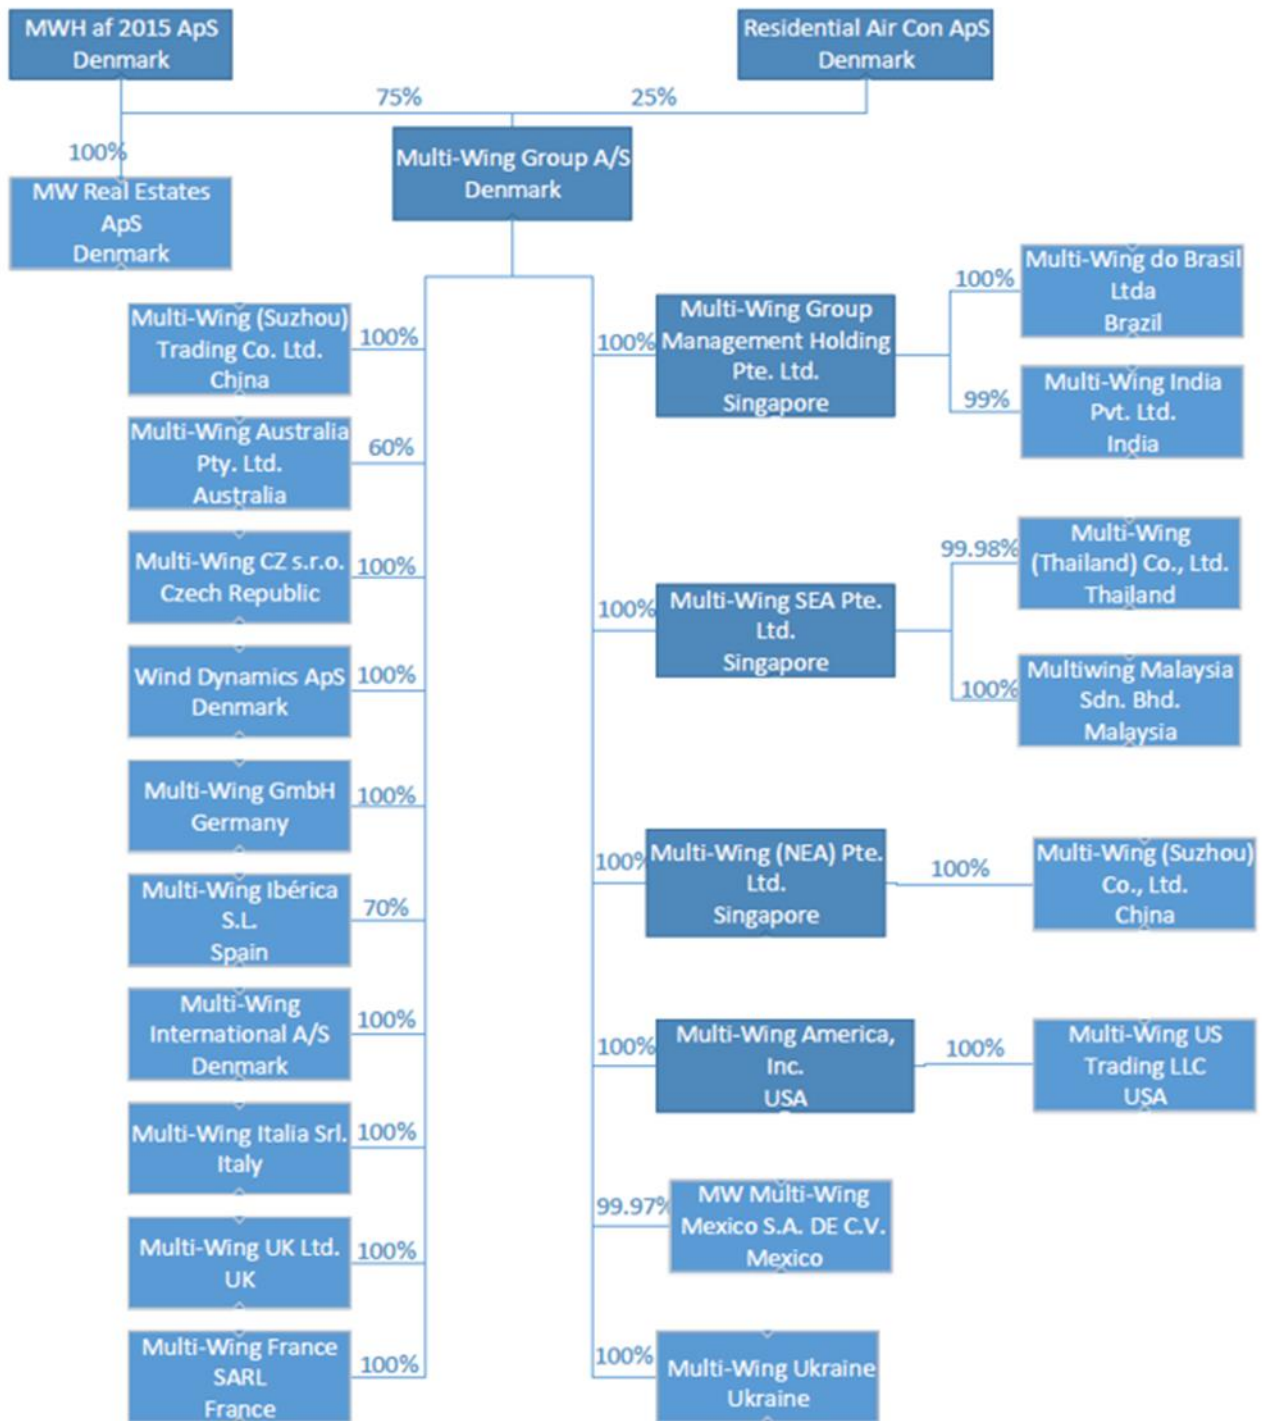 MWH af 2015 ApS
Denmark
Residential Air Con ApS
Denmark
75%
25%
100%
Multi-Wing Group A/S
Denmark
MW Real Estates
ApS
Denmark
Multi-Wing (Suzhou)
Trading Co. Ltd.
China
100%
Multi-Wing Australia
Pty. Ltd.
Australia
60%
Multi-Wing CZ s.r.o.
Czech Republic
100%
Wind Dynamics ApS
Denmark
100%
Multi-Wing GmbH
Germany
100%
Multi-Wing Ibérica
S.L.
Spain
70%
Multi-Wing
International A/S
Denmark
100%
Multi-Wing Italia Srl.
Italy
100%
Multi-Wing UK Ltd.
UK
100%
Multi-Wing France
SARL
France
100%
100%
Multi-Wing Group
Management Holding
Pte. Ltd.
Singapore
100%
Multi-Wing do Brasil
Ltda
Brazil
99%
Multi-Wing India
Pvt. Ltd.
India
100%
Multi-Wing SEA Pte.
Ltd.
Singapore
99.98%
Multi-Wing
(Thailand) Co., Ltd.
Thailand
100%
Multiwing Malaysia
Sdn. Bhd.
Malaysia
100%
Multi-Wing (NEA) Pte.
Ltd.
Singapore
100%
Multi-Wing (Suzhou)
Co., Ltd.
China
100%
Multi-Wing America,
Inc.
USA
100%
Multi-Wing US
Trading LLC
USA
99.97%
MW Multi-Wing
Mexico S.A. DE C.V.
Mexico
100%
Multi-Wing Ukraine
Ukraine